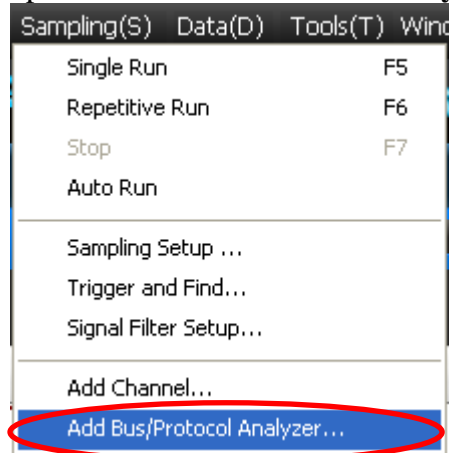 Sampling(S) Data(D) Tools(T)
Single Run F5
Repetitive Run F6
Stop F7
Auto Run
Sampling Setup ...
Trigger and Find...
Signal Filter Setup...
Add Channel...
Add Bus/Protocol Analyzer...